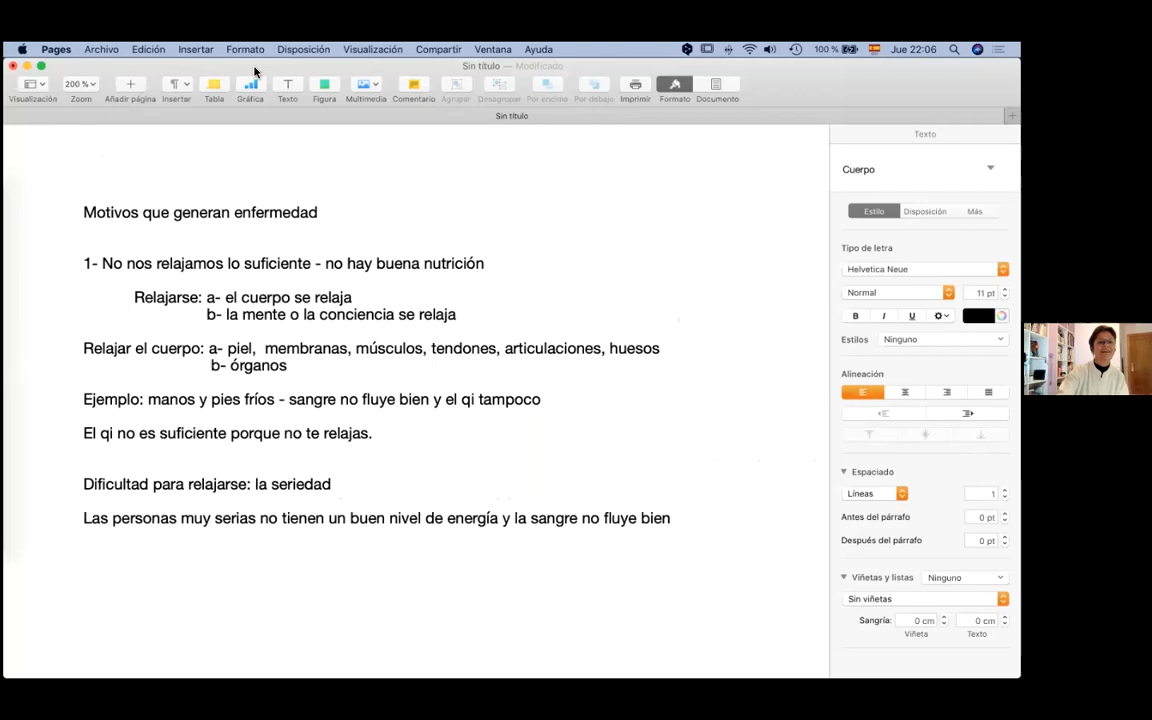 Pages Archivo Edición Insertar Formato Disposición Visualización Compartir Ventana Ayuda 100 % Jue 22:06
Sin título — Modificado
200 %
Visualización Zoom Añadir página Insertar Tabla Gráfica Texto Figura Multimedia Comentario Agrupar Desagrupar Por encima Por debajo Imprimir Formato Documento
Sin título
Motivos que generan enfermedad
1- No nos relajamos lo suficiente - no hay buena nutrición
Relajarse: a- el cuerpo se relaja
b- la mente o la conciencia se relaja
Relajar el cuerpo: a- piel, membranas, músculos, tendones, articulaciones, huesos
b- órganos
Ejemplo: manos y pies fríos - sangre no fluye bien y el qi tampoco
El qi no es suficiente porque no te relajas.
Dificultad para relajarse: la seriedad
Las personas muy serias no tienen un buen nivel de energía y la sangre no fluye bien
Texto
Cuerpo
Estilo Disposición Más
Tipo de letra
Helvetica Neue
Normal 11 pt
B I U
Estilos Ninguno
Alineación
Espaciado
Líneas 1
Antes del párrafo 0 pt
Después del párrafo 0 pt
Viñetas y listas Ninguno
Sin viñetas
Sangría: 0 cm 0 cm
Viñeta Texto